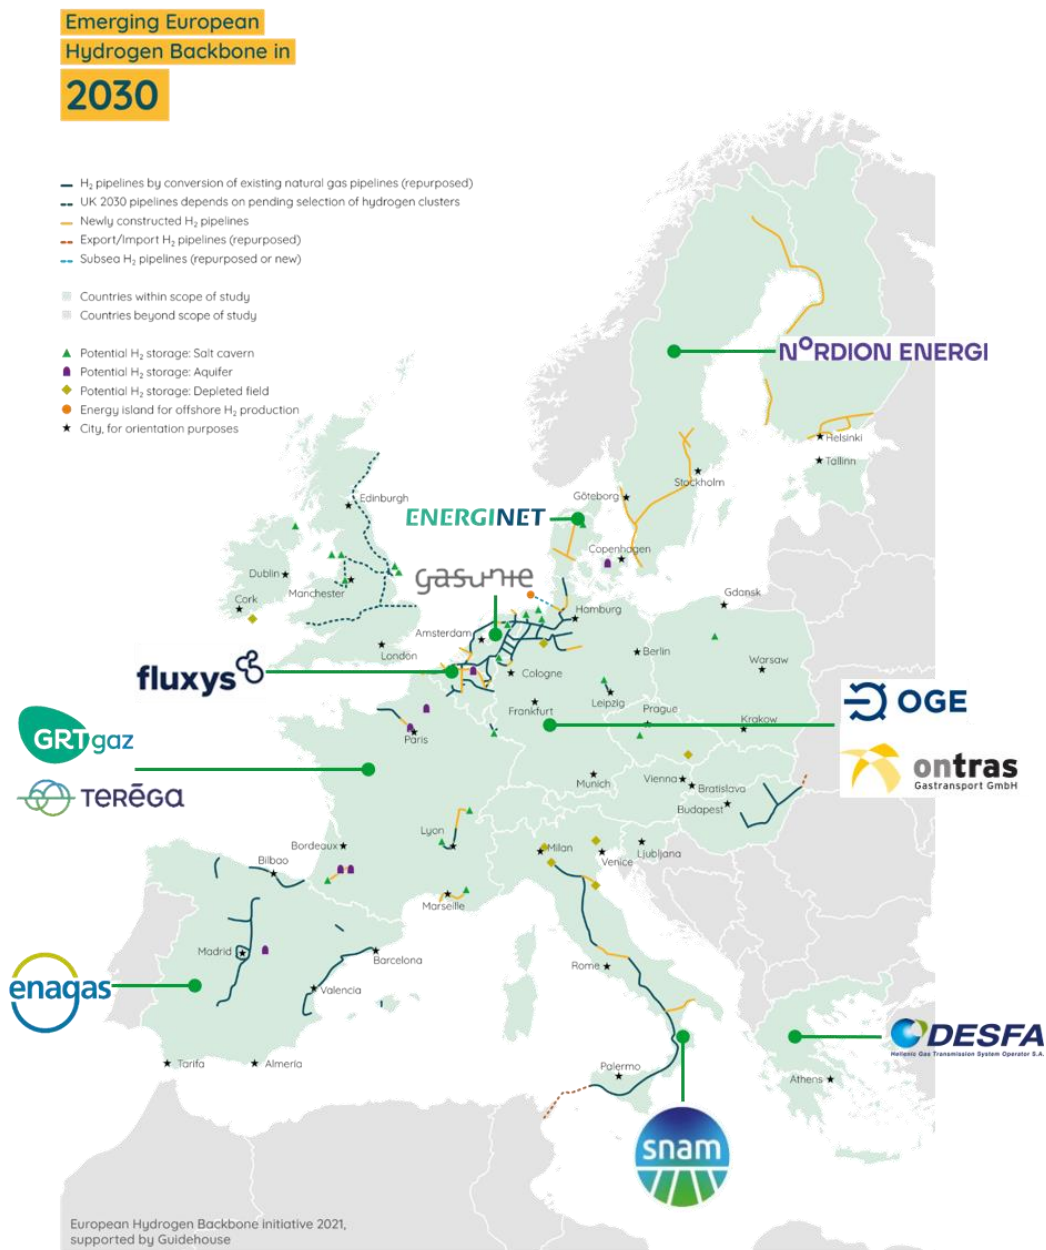 Emerging European
Hydrogen Backbone in
2030
H₂ pipelines by conversion of existing natural gas pipelines (repurposed)
UK 2030 pipelines depends on pending selection of hydrogen clusters
Newly constructed H₂ pipelines
Export/Import H₂ pipelines (repurposed)
Subsea H₂ pipelines (repurposed or new)
Countries within scope of study
Countries beyond scope of study
Potential H₂ storage: Salt cavern
Potential H₂ storage: Aquifer
Potential H₂ storage: Depleted field
Energy island for offshore H₂ production
City, for orientation purposes
NORDION ENERGI
Helsinki
Tallinn
Stockholm
Göteborg
Edinburgh
ENERGINET
Copenhagen
gasunie
Dublin
Manchester
Cork
Gdansk
Hamburg
Amsterdam
London
Berlin
Warsaw
fluxys
Cologne
Leipzig
Frankfurt
Prague
Krakow
OGE
GRTgaz
Paris
ontras
Gastransport GmbH
TERĒGA
Munich
Vienna
Bratislava
Budapest
Lyon
Bordeaux
Bilbao
Milan
Venice
Ljubljana
Marseille
Madrid
Barcelona
Rome
enagas
Valencia
DESFA
Hellenic Gas Transmission System Operator S.A.
Tarifa
Almería
Palermo
Athens
snam
European Hydrogen Backbone initiative 2021,
supported by Guidehouse